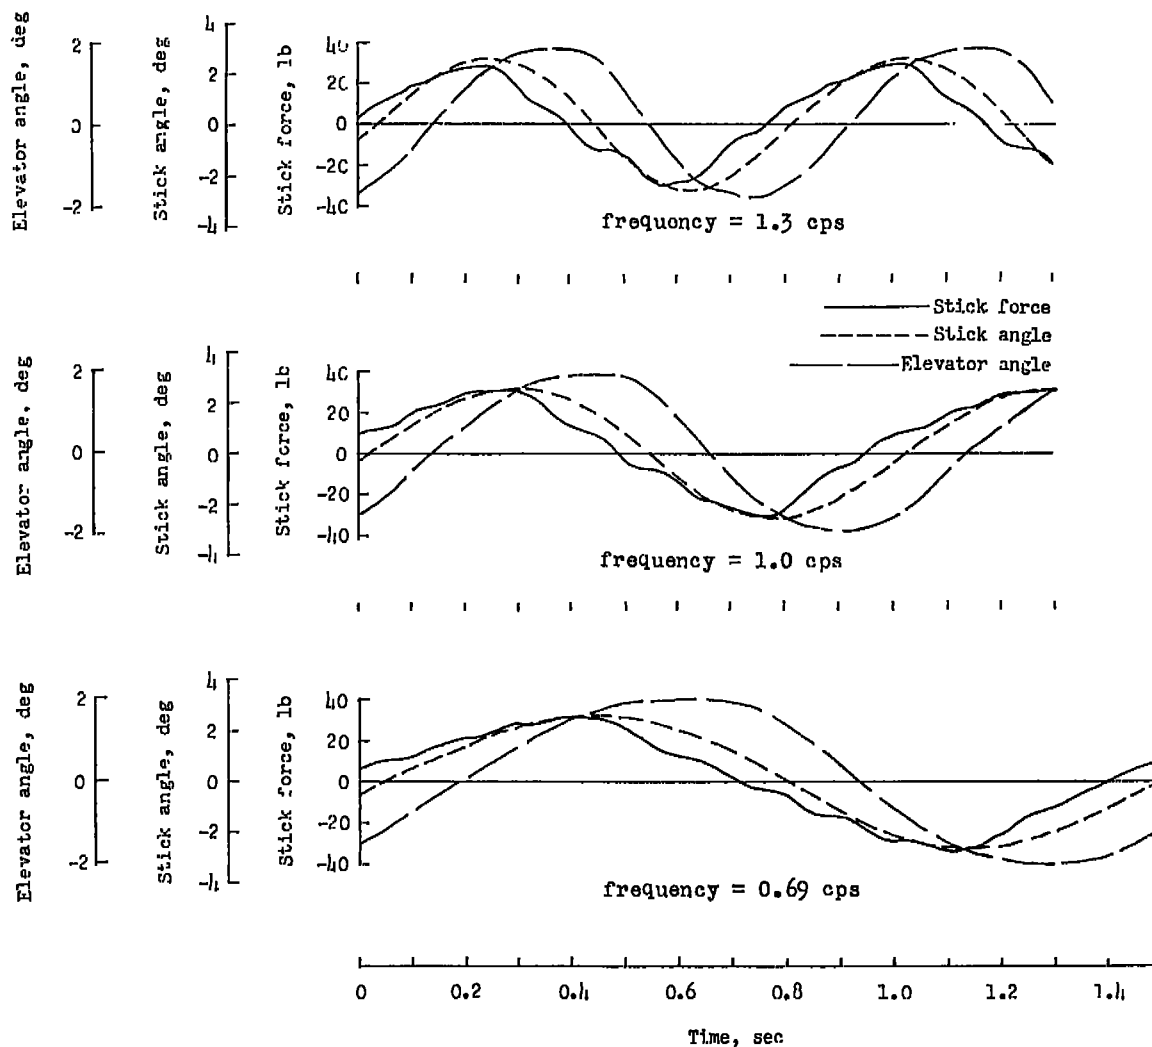 Elevator angle, deg
2
0
-2
Stick angle, deg
4
2
0
-2
-4
Stick force, lb
40
20
0
-20
-40
frequency = 1.3 cps
Stick force
Stick angle
Elevator angle
Elevator angle, deg
2
0
-2
Stick angle, deg
4
2
0
-2
-4
Stick force, lb
40
20
0
-20
-40
frequency = 1.0 cps
Elevator angle, deg
2
0
-2
Stick angle, deg
4
2
0
-2
-4
Stick force, lb
40
20
0
-20
-40
frequency = 0.69 cps
0 0.2 0.4 0.6 0.8 1.0 1.2 1.4
Time, sec